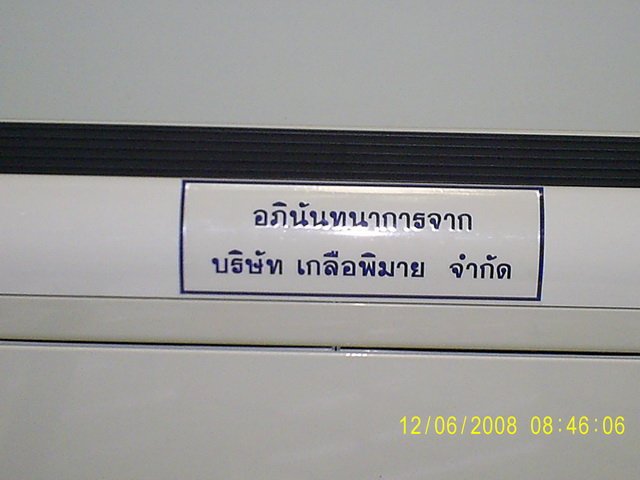 อภินันทนาการจาก
บริษัท เกลือพิมาย จำกัด
12/06/2008 08:46:06